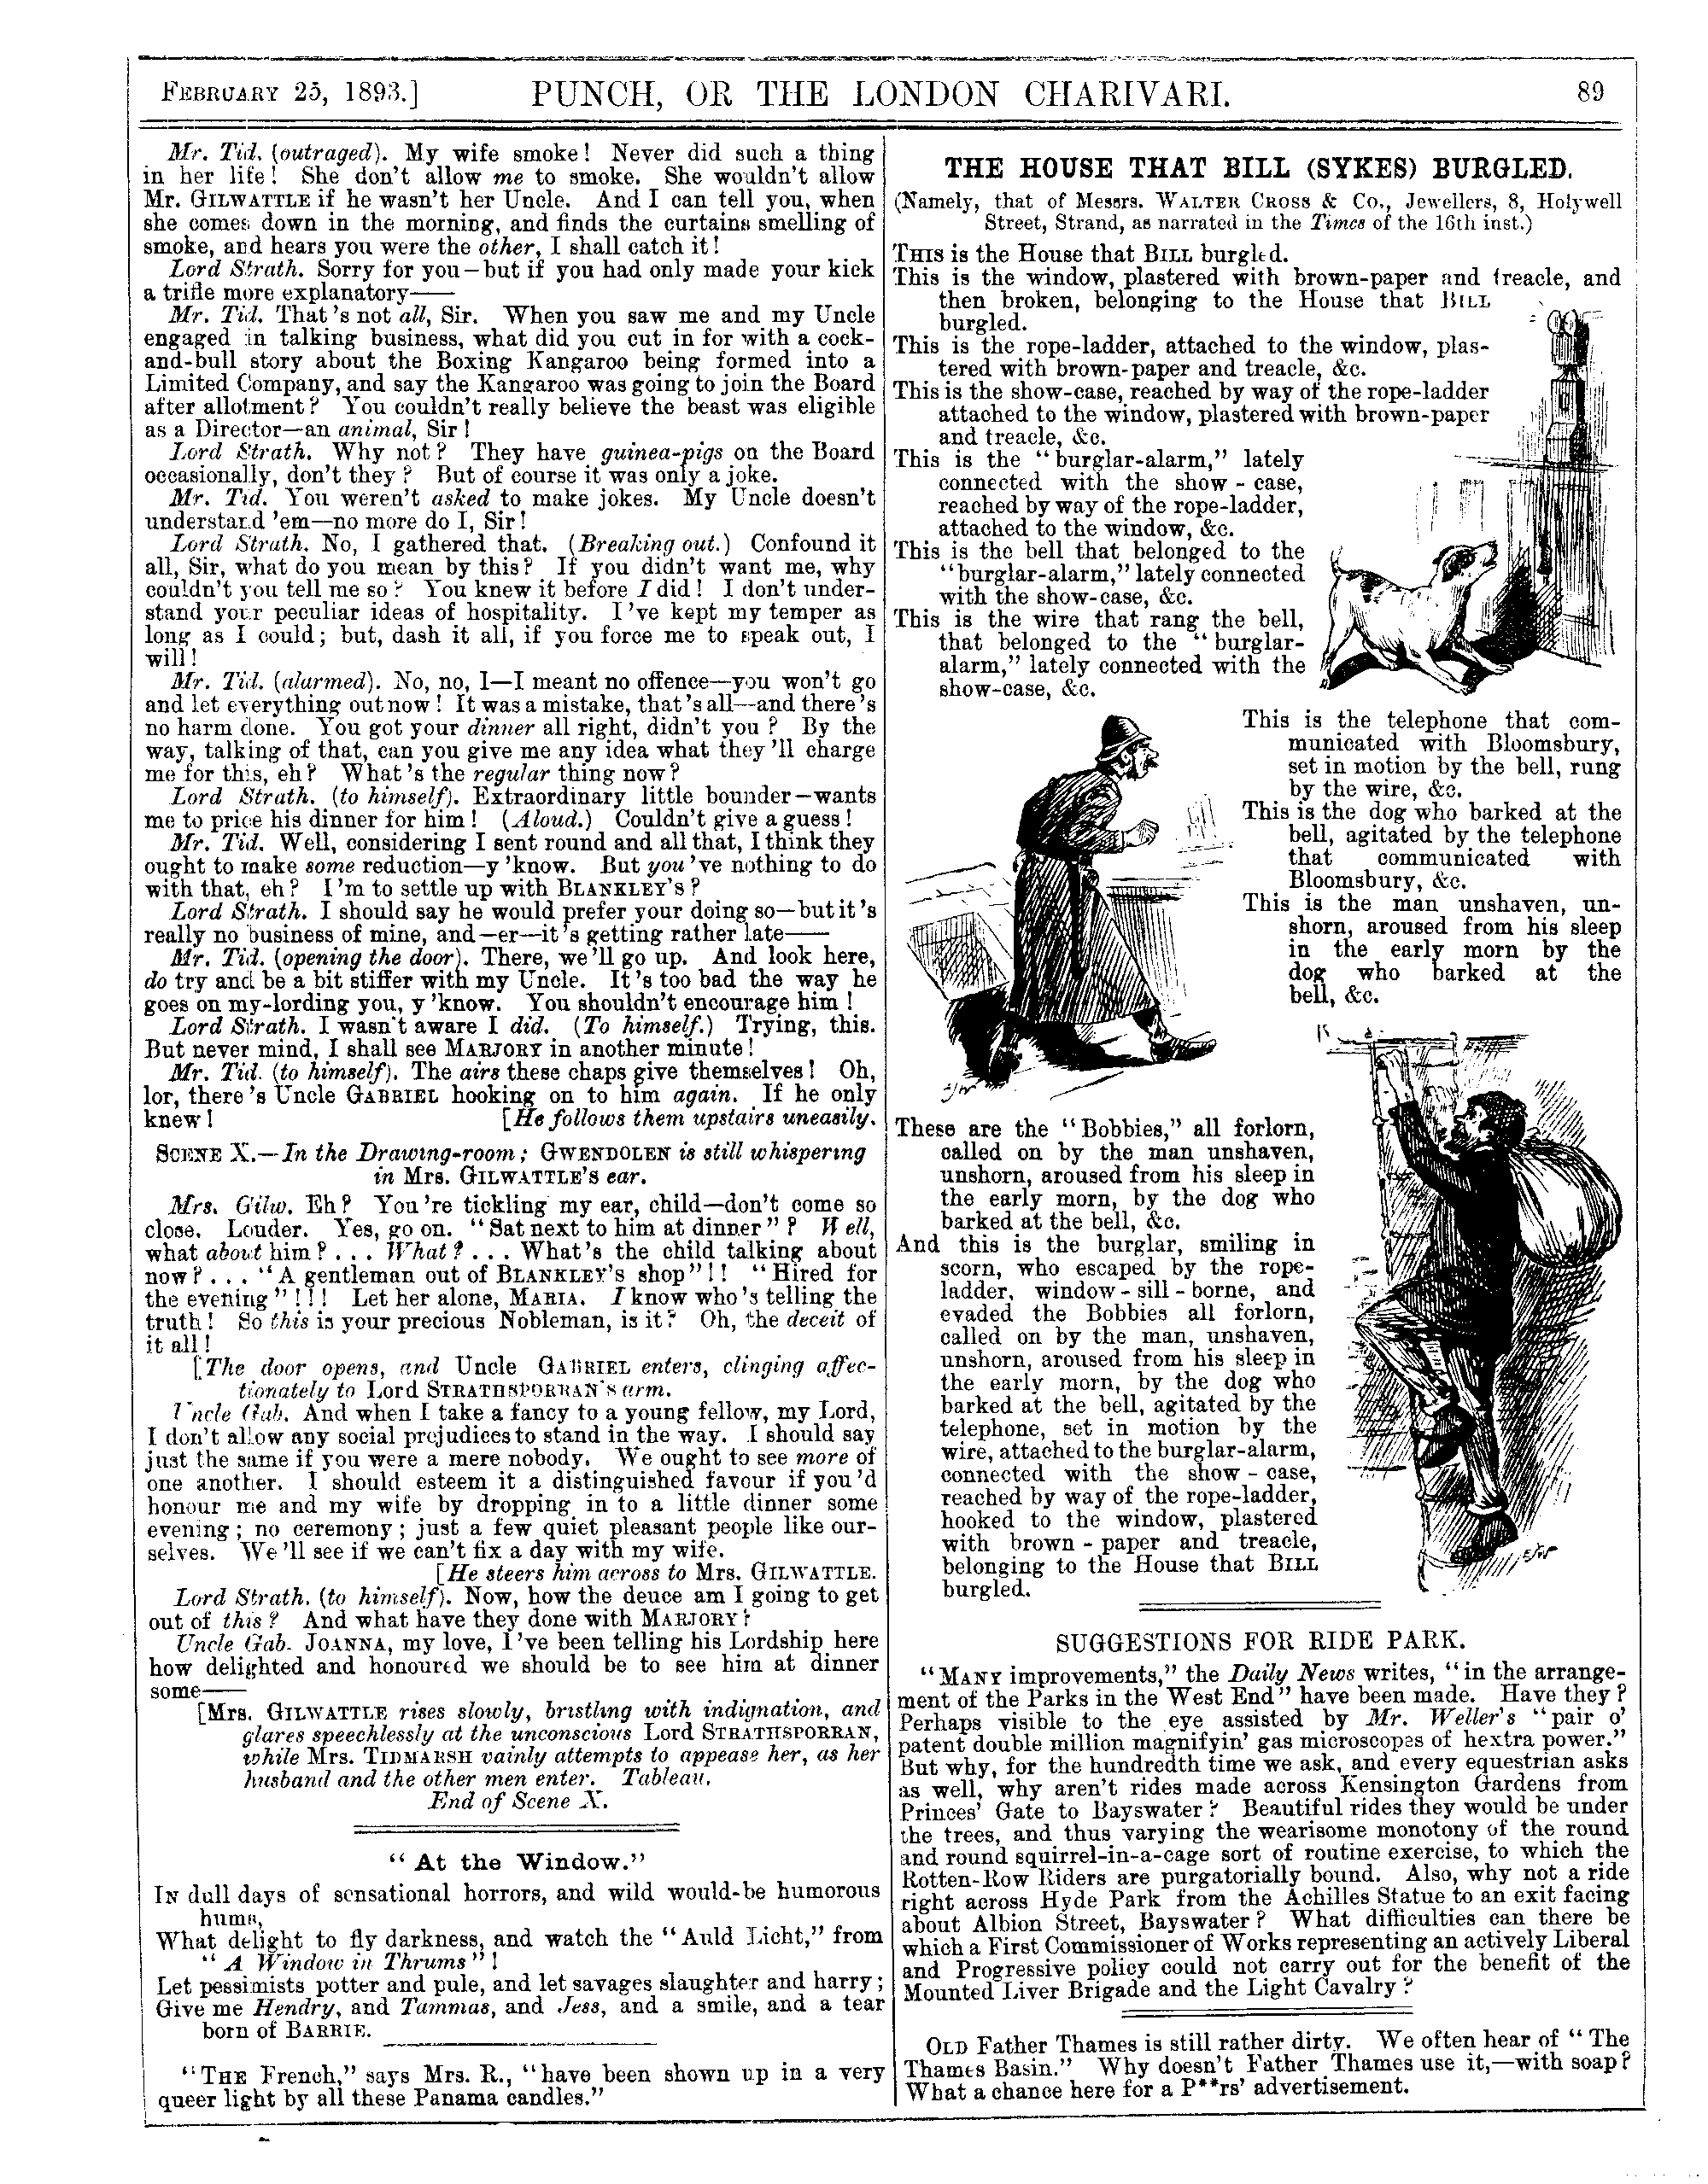 FEBRUARY 25, 1893.] PUNCH, OR THE LONDON CHARIVARI. 89
Mr. Tid. (outraged). My wife smoke! Never did such a thing
in her life! She don't allow me to smoke. She wouldn't allow
Mr. GILWATTLE if he wasn't her Uncle. And I can tell you, when
she comes down in the morning, and finds the curtains smelling of
smoke, and hears you were the other, I shall catch it!
Lord Strath. Sorry for you—but if you had only made your kick
a trifle more explanatory——
Mr. Tid. That's not all, Sir. When you saw me and my Uncle
engaged in talking business, what did you cut in for with a cock-
and-bull story about the Boxing Kangaroo being formed into a
Limited Company, and say the Kangaroo was going to join the Board
after allotment? You couldn't really believe the beast was eligible
as a Director—an animal, Sir!
Lord Strath. Why not? They have guinea-pigs on the Board
occasionally, don't they? But of course it was only a joke.
Mr. Tid. You weren't asked to make jokes. My Uncle doesn't
understand 'em—no more do I, Sir!
Lord Strath. No, I gathered that. (Breaking out.) Confound it
all, Sir, what do you mean by this? If you didn't want me, why
couldn't you tell me so? You knew it before I did! I don't under-
stand your peculiar ideas of hospitality. I've kept my temper as
long as I could; but, dash it all, if you force me to speak out, I
will!
Mr. Tid. (alarmed). No, no, I—I meant no offence—you won't go
and let everything out now! It was a mistake, that's all—and there's
no harm done. You got your dinner all right, didn't you? By the
way, talking of that, can you give me any idea what they'll charge
me for this, eh? What's the regular thing now?
Lord Strath. (to himself). Extraordinary little bounder—wants
me to price his dinner for him! (Aloud.) Couldn't give a guess!
Mr. Tid. Well, considering I sent round and all that, I think they
ought to make some reduction—y'know. But you've nothing to do
with that, eh? I'm to settle up with BLANKLEY'S?
Lord Strath. I should say he would prefer your doing so—but it's
really no business of mine, and—er—it's getting rather late——
Mr. Tid. (opening the door). There, we'll go up. And look here,
do try and be a bit stiffer with my Uncle. It's too bad the way he
goes on my-lording you, y'know. You shouldn't encourage him!
Lord Strath. I wasn't aware I did. (To himself.) Trying, this.
But never mind, I shall see MARJORY in another minute!
Mr. Tid. (to himself). The airs these chaps give themselves! Oh,
lor, there's Uncle GABRIEL hooking on to him again. If he only
knew! [He follows them upstairs uneasily.
SCENE X.—In the Drawing-room; GWENDOLEN is still whispering
in Mrs. GILWATTLE'S ear.
Mrs. Gilw. Eh? You're tickling my ear, child—don't come so
close. Louder. Yes, go on. "Sat next to him at dinner"? Well,
what about him? . . . What? . . . What's the child talking about
now? . . . "A gentleman out of BLANKLEY'S shop"!! "Hired for
the evening"!!! Let her alone, MARIA. I know who's telling the
truth! So this is your precious Nobleman, is it? Oh, the deceit of
it all!
[The door opens, and Uncle GABRIEL enters, clinging affec-
tionately to Lord STRATHSPORRAN'S arm.
Uncle Gab. And when I take a fancy to a young fellow, my Lord,
I don't allow any social prejudices to stand in the way. I should say
just the same if you were a mere nobody. We ought to see more of
one another. I should esteem it a distinguished favour if you'd
honour me and my wife by dropping in to a little dinner some
evening; no ceremony; just a few quiet pleasant people like our-
selves. We'll see if we can't fix a day with my wife.
[He steers him across to Mrs. GILWATTLE.
Lord Strath. (to himself). Now, how the deuce am I going to get
out of this? And what have they done with MARJORY?
Uncle Gab. JOANNA, my love, I've been telling his Lordship here
how delighted and honoured we should be to see him at dinner
some——
[Mrs. GILWATTLE rises slowly, bristling with indignation, and
glares speechlessly at the unconscious Lord STRATHSPORRAN,
while Mrs. TIDMARSH vainly attempts to appease her, as her
husband and the other men enter. Tableau.
End of Scene X.
"At the Window."
IN dull days of sensational horrors, and wild would-be humorous
hums,
What delight to fly darkness, and watch the "Auld Licht," from
"A Window in Thrums"!
Let pessimists potter and pule, and let savages slaughter and harry;
Give me Hendry, and Tammas, and Jess, and a smile, and a tear
born of BARRIE.
"THE French," says Mrs. R., "have been shown up in a very
queer light by all these Panama candles."
THE HOUSE THAT BILL (SYKES) BURGLED.
(Namely, that of Messrs. WALTER CROSS & CO., Jewellers, 8, Holywell
Street, Strand, as narrated in the Times of the 16th inst.)
THIS is the House that BILL burgled.
This is the window, plastered with brown-paper and treacle, and
then broken, belonging to the House that BILL
burgled.
This is the rope-ladder, attached to the window, plas-
tered with brown-paper and treacle, &c.
This is the show-case, reached by way of the rope-ladder
attached to the window, plastered with brown-paper
and treacle, &c.
This is the "burglar-alarm," lately
connected with the show-case,
reached by way of the rope-ladder,
attached to the window, &c.
This is the bell that belonged to the
"burglar-alarm," lately connected
with the show-case, &c.
This is the wire that rang the bell,
that belonged to the "burglar-
alarm," lately connected with the
show-case, &c.
This is the telephone that com-
municated with Bloomsbury,
set in motion by the bell, rung
by the wire, &c.
This is the dog who barked at the
bell, agitated by the telephone
that communicated with
Bloomsbury, &c.
This is the man unshaven, un-
shorn, aroused from his sleep
in the early morn by the
dog who barked at the
bell, &c.
These are the "Bobbies," all forlorn,
called on by the man unshaven,
unshorn, aroused from his sleep in
the early morn, by the dog who
barked at the bell, &c.
And this is the burglar, smiling in
scorn, who escaped by the rope-
ladder, window-sill-borne, and
evaded the Bobbies all forlorn,
called on by the man, unshaven,
unshorn, aroused from his sleep in
the early morn, by the dog who
barked at the bell, agitated by the
telephone, set in motion by the
wire, attached to the burglar-alarm,
connected with the show-case,
reached by way of the rope-ladder,
hooked to the window, plastered
with brown-paper and treacle,
belonging to the House that BILL
burgled.
SUGGESTIONS FOR RIDE PARK.
"MANY improvements," the Daily News writes, "in the arrange-
ment of the Parks in the West End" have been made. Have they?
Perhaps visible to the eye assisted by Mr. Weller's "pair o'
patent double million magnifyin' gas microscopes of hextra power."
But why, for the hundredth time we ask, and every equestrian asks
as well, why aren't rides made across Kensington Gardens from
Princes' Gate to Bayswater? Beautiful rides they would be under
the trees, and thus varying the wearisome monotony of the round
and round squirrel-in-a-cage sort of routine exercise, to which the
Rotten-Row Riders are purgatorially bound. Also, why not a ride
right across Hyde Park from the Achilles Statue to an exit facing
about Albion Street, Bayswater? What difficulties can there be
which a First Commissioner of Works representing an actively Liberal
and Progressive policy could not carry out for the benefit of the
Mounted Liver Brigade and the Light Cavalry?
OLD Father Thames is still rather dirty. We often hear of "The
Thames Basin." Why doesn't Father Thames use it,—with soap?
What a chance here for a P**rs' advertisement.